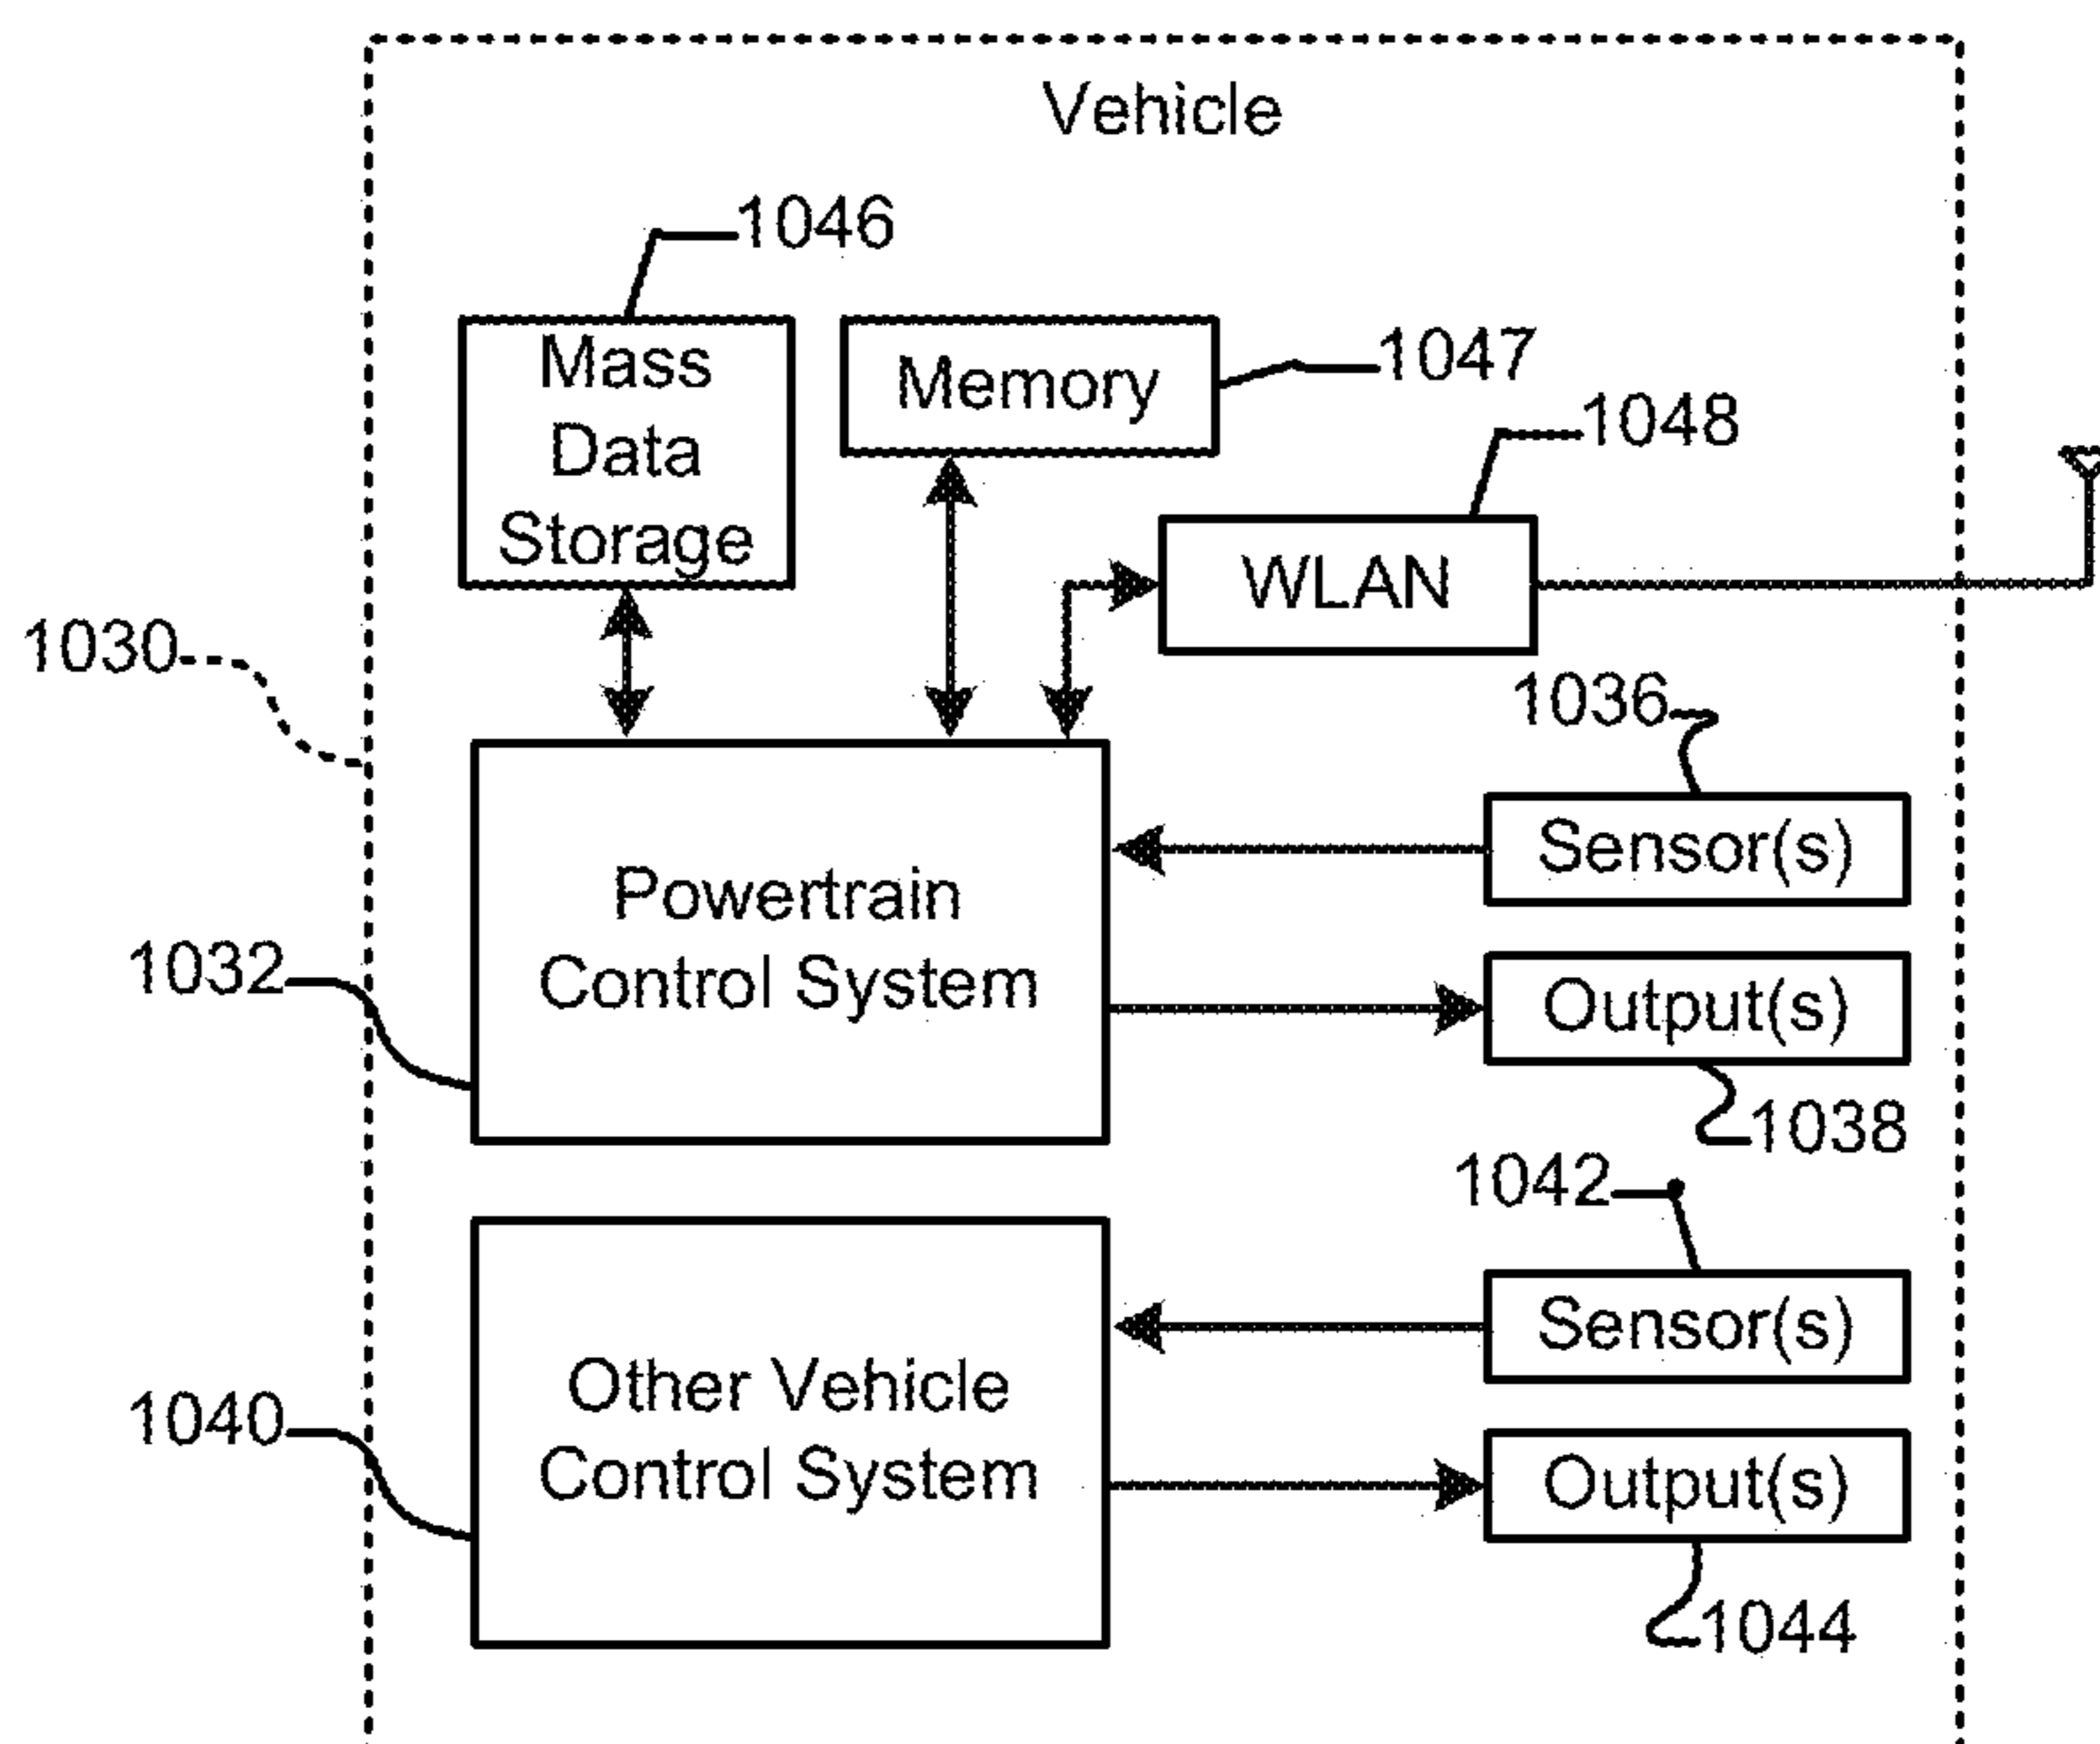 Vehicle
1046
Mass
Data
Storage
Memory
1047
1048
WLAN
1030
1036
Sensor(s)
Powertrain
Control System
1032
Output(s)
1038
1042
Sensor(s)
Other Vehicle
Control System
1040
Output(s)
1044